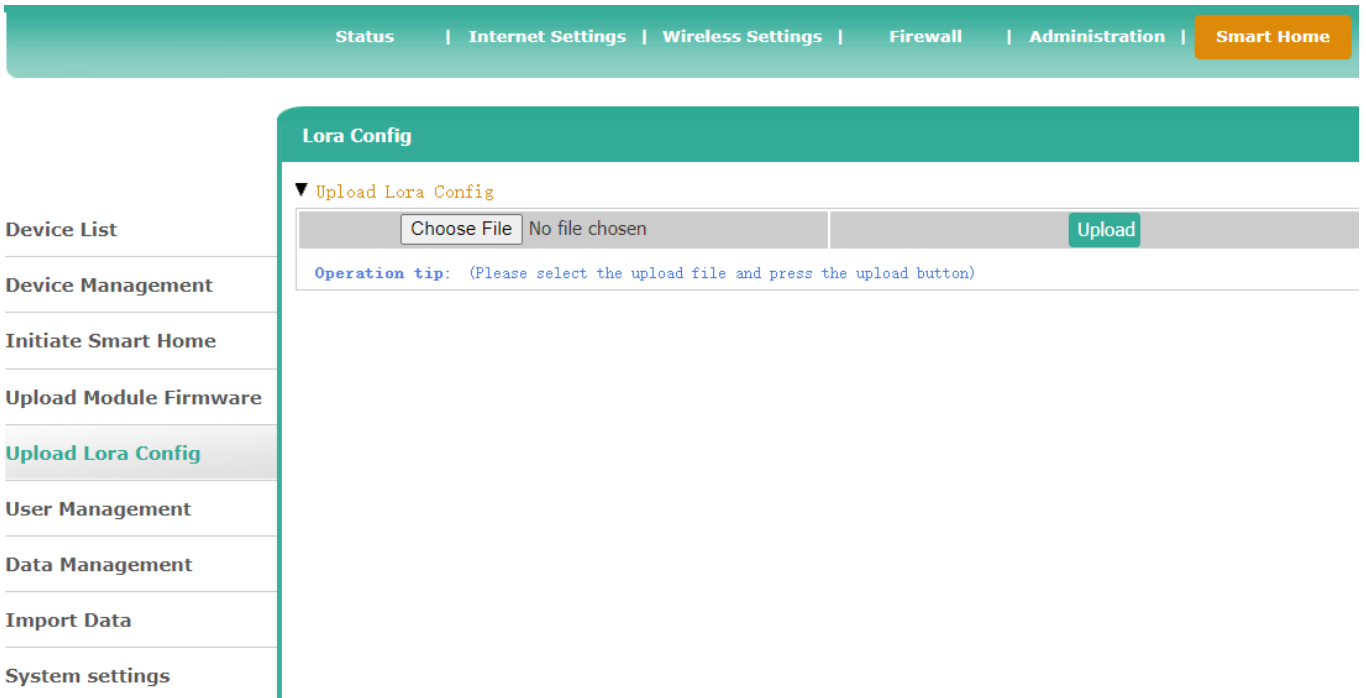 Status | Internet Settings | Wireless Settings | Firewall | Administration | Smart Home
Lora Config
Upload Lora Config
Choose File No file chosen Upload
Operation tip: (Please select the upload file and press the upload button)
Device List
Device Management
Initiate Smart Home
Upload Module Firmware
Upload Lora Config
User Management
Data Management
Import Data
System settings